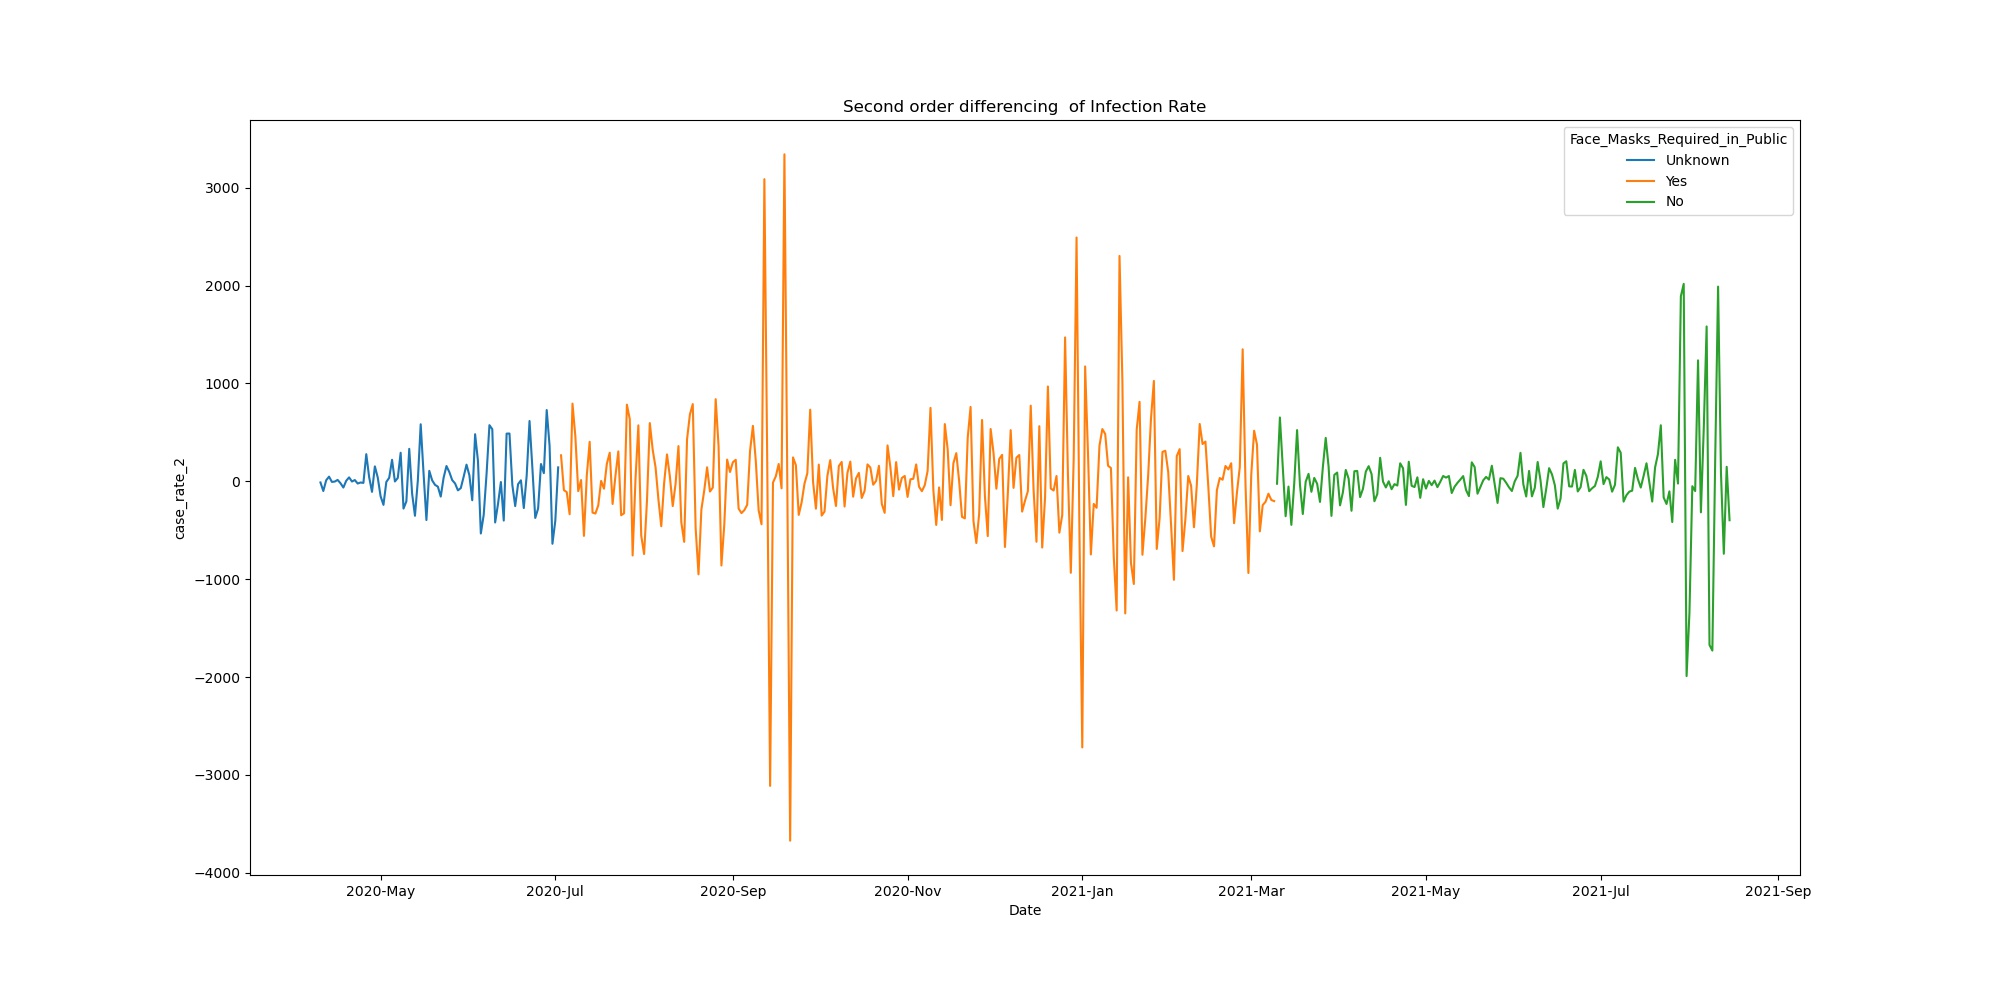 Second order differencing  of Infection Rate
Face_Masks_Required_in_Public
Unknown
Yes
No
case_rate_2
3000
2000
1000
0
−1000
−2000
−3000
−4000
2020-May
2020-Jul
2020-Sep
2020-Nov
2021-Jan
2021-Mar
2021-May
2021-Jul
2021-Sep
Date